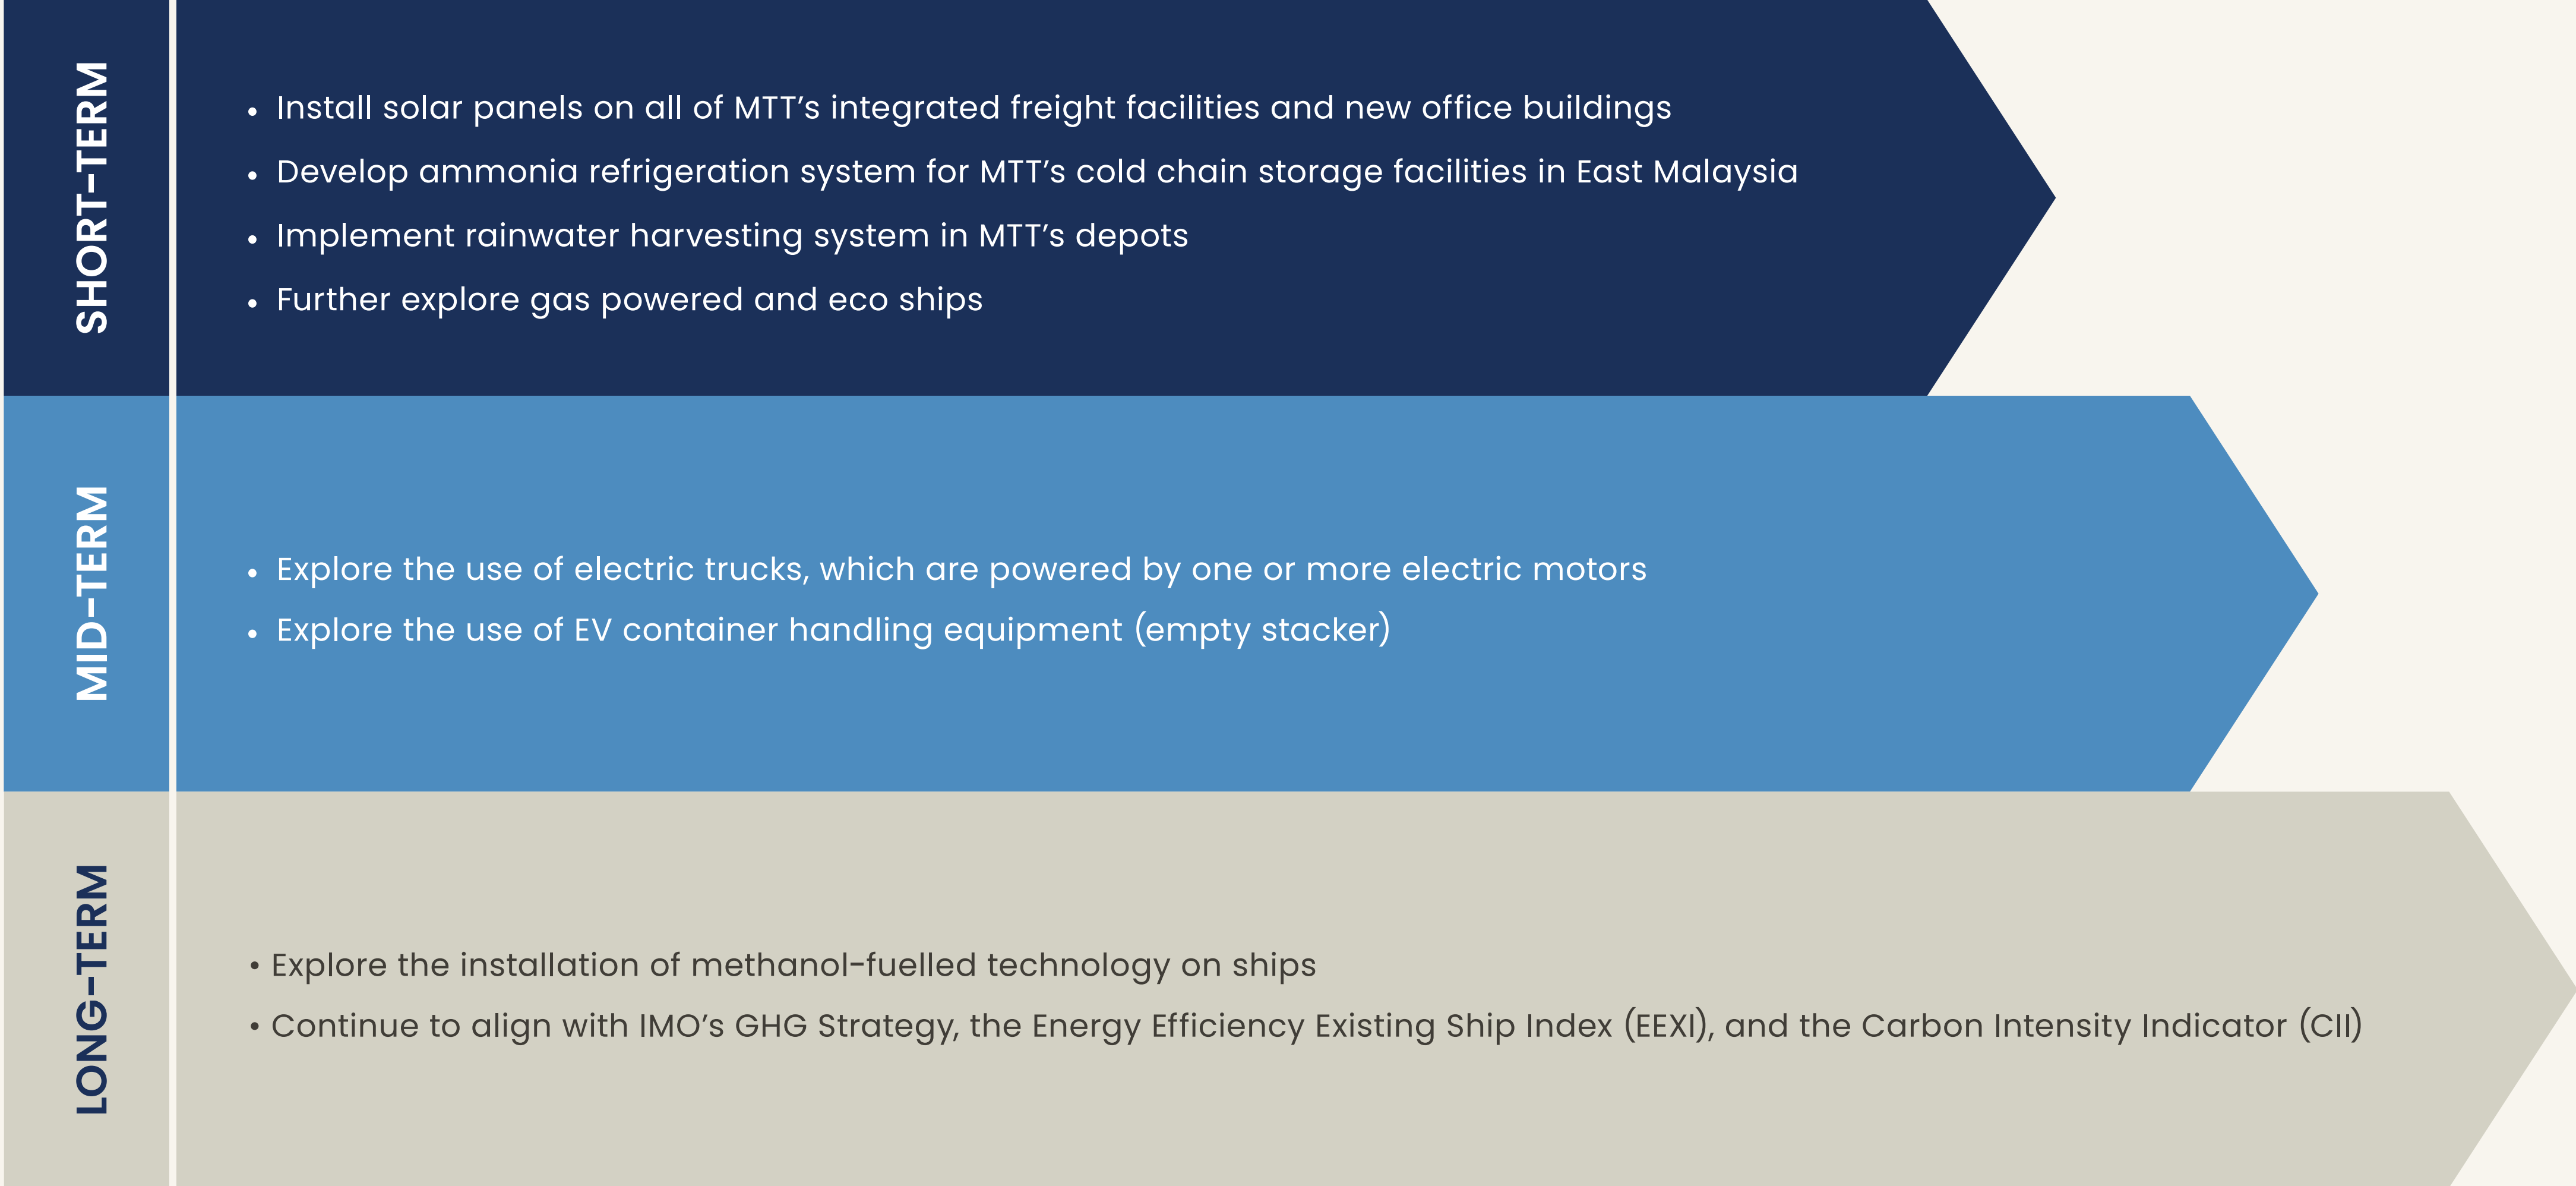 SHORT-TERM
• Install solar panels on all of MTT’s integrated freight facilities and new office buildings
• Develop ammonia refrigeration system for MTT’s cold chain storage facilities in East Malaysia
• Implement rainwater harvesting system in MTT’s depots
• Further explore gas powered and eco ships
MID-TERM
• Explore the use of electric trucks, which are powered by one or more electric motors
• Explore the use of EV container handling equipment (empty stacker)
LONG-TERM
• Explore the installation of methanol-fuelled technology on ships
• Continue to align with IMO’s GHG Strategy, the Energy Efficiency Existing Ship Index (EEXI), and the Carbon Intensity Indicator (CII)